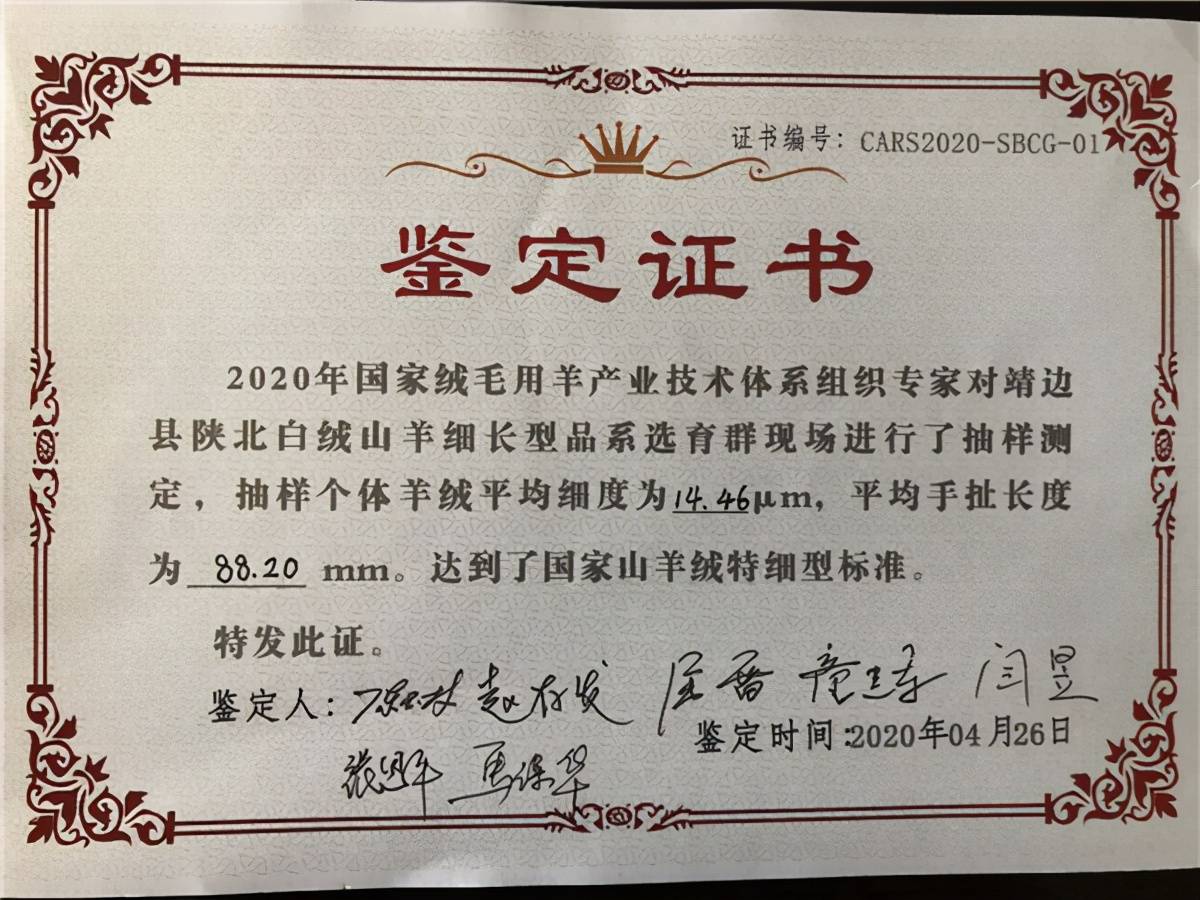 证书编号：CARS2020-SBCG-01
鉴定证书
2020年国家绒毛用羊产业技术体系组织专家对靖边
县陕北白绒山羊细长型品系选育群现场进行了抽样测
定，抽样个体羊绒平均细度为14.46μm，平均手扯长度
为 88.20 mm。达到了国家山羊绒特细型标准。
特发此证。
鉴定人： 赵存发 闫昱
鉴定时间:2020年04月26日